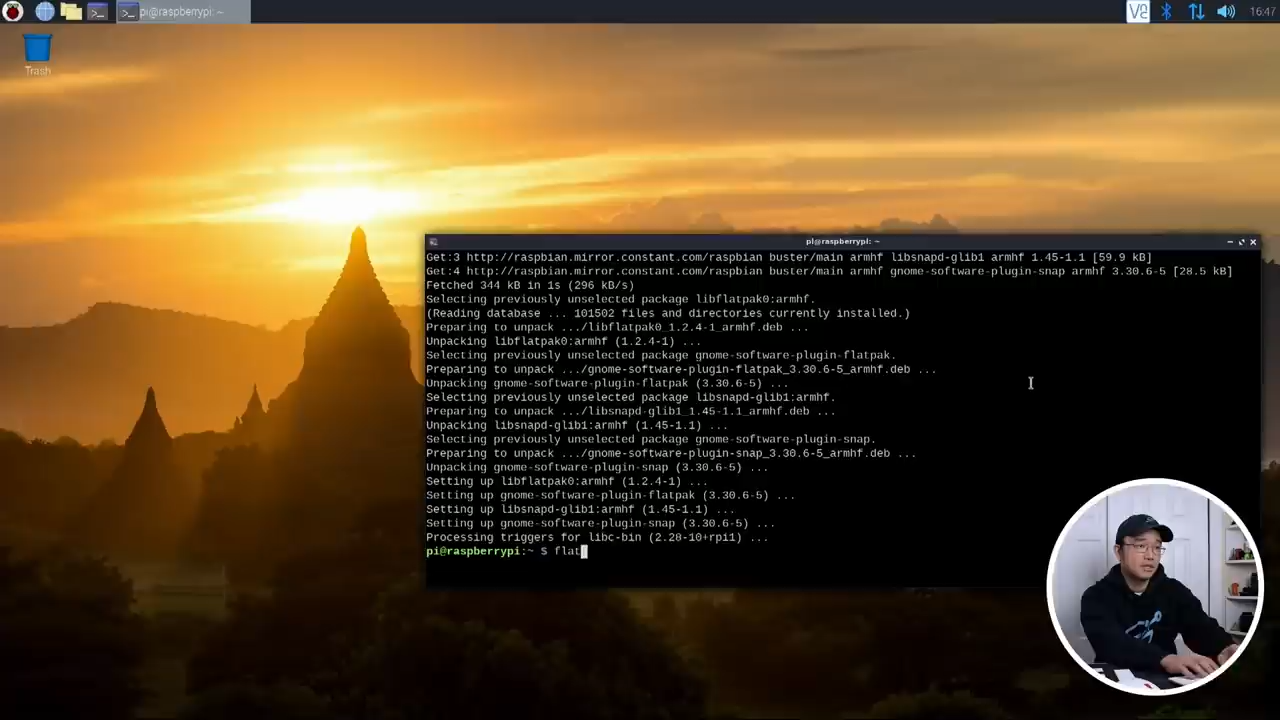 pi@raspberrypi: ~
16:47
Trash
pi@raspberrypi: ~
Get:3 http://raspbian.mirror.constant.com/raspbian buster/main armhf libsnapd-glib1 armhf 1.45-1.1 [59.9 kB]
Get:4 http://raspbian.mirror.constant.com/raspbian buster/main armhf gnome-software-plugin-snap armhf 3.30.6-5 [28.5 kB]
Fetched 344 kB in 1s (296 kB/s)
Selecting previously unselected package libflatpak0:armhf.
(Reading database ... 101502 files and directories currently installed.)
Preparing to unpack .../libflatpak0_1.2.4-1_armhf.deb ...
Unpacking libflatpak0:armhf (1.2.4-1) ...
Selecting previously unselected package gnome-software-plugin-flatpak.
Preparing to unpack .../gnome-software-plugin-flatpak_3.30.6-5_armhf.deb ...
Unpacking gnome-software-plugin-flatpak (3.30.6-5) ...
Selecting previously unselected package libsnapd-glib1:armhf.
Preparing to unpack .../libsnapd-glib1_1.45-1.1_armhf.deb ...
Unpacking libsnapd-glib1:armhf (1.45-1.1) ...
Selecting previously unselected package gnome-software-plugin-snap.
Preparing to unpack .../gnome-software-plugin-snap_3.30.6-5_armhf.deb ...
Unpacking gnome-software-plugin-snap (3.30.6-5) ...
Setting up libflatpak0:armhf (1.2.4-1) ...
Setting up gnome-software-plugin-flatpak (3.30.6-5) ...
Setting up libsnapd-glib1:armhf (1.45-1.1) ...
Setting up gnome-software-plugin-snap (3.30.6-5) ...
Processing triggers for libc-bin (2.28-10+rpi1) ...
pi@raspberrypi:~ $ flat